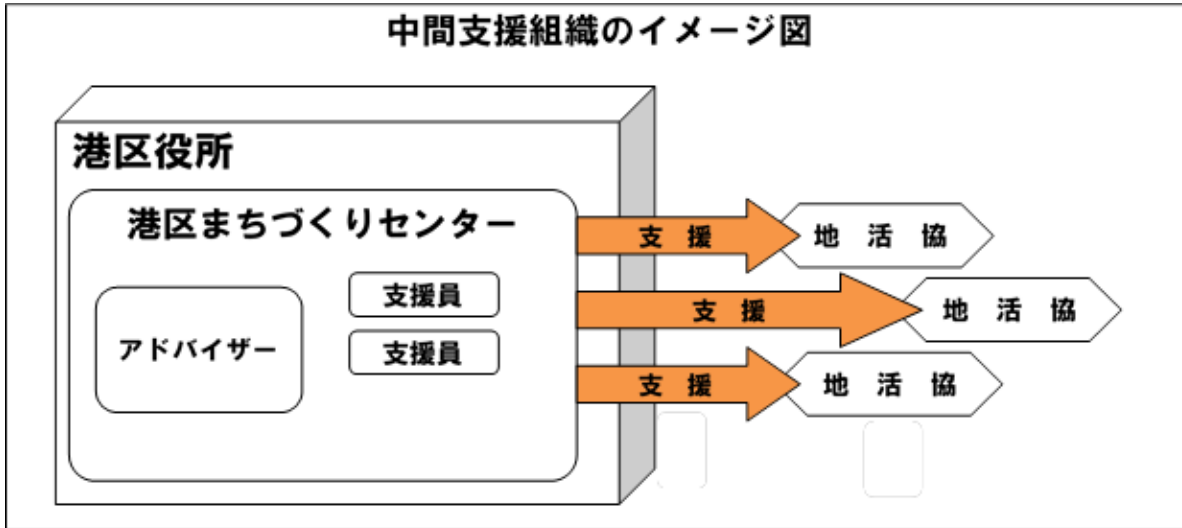 中間支援組織のイメージ図
港区役所
港区まちづくりセンター
アドバイザー
支援員
支援員
支 援
地 活 協
支 援
地 活 協
支 援
地 活 協